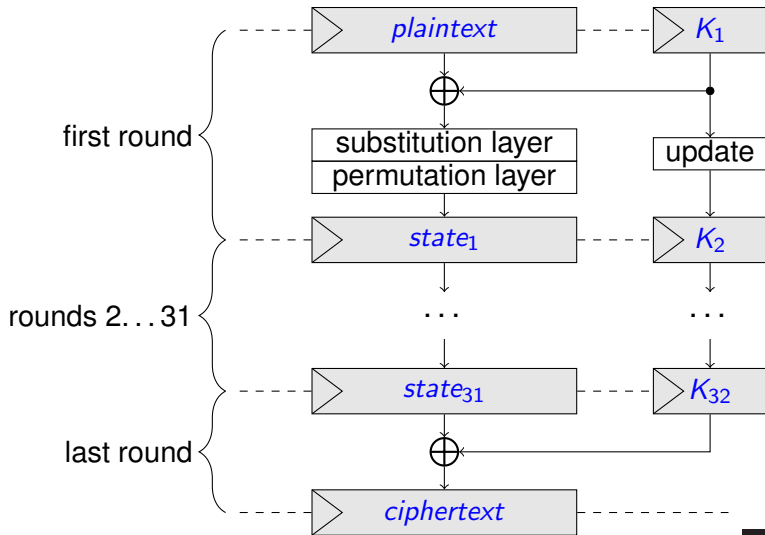 plaintext K₁
first round
substitution layer
permutation layer
update
state₁ K₂
rounds 2...31
... ...
state₃₁ K₃₂
last round
ciphertext